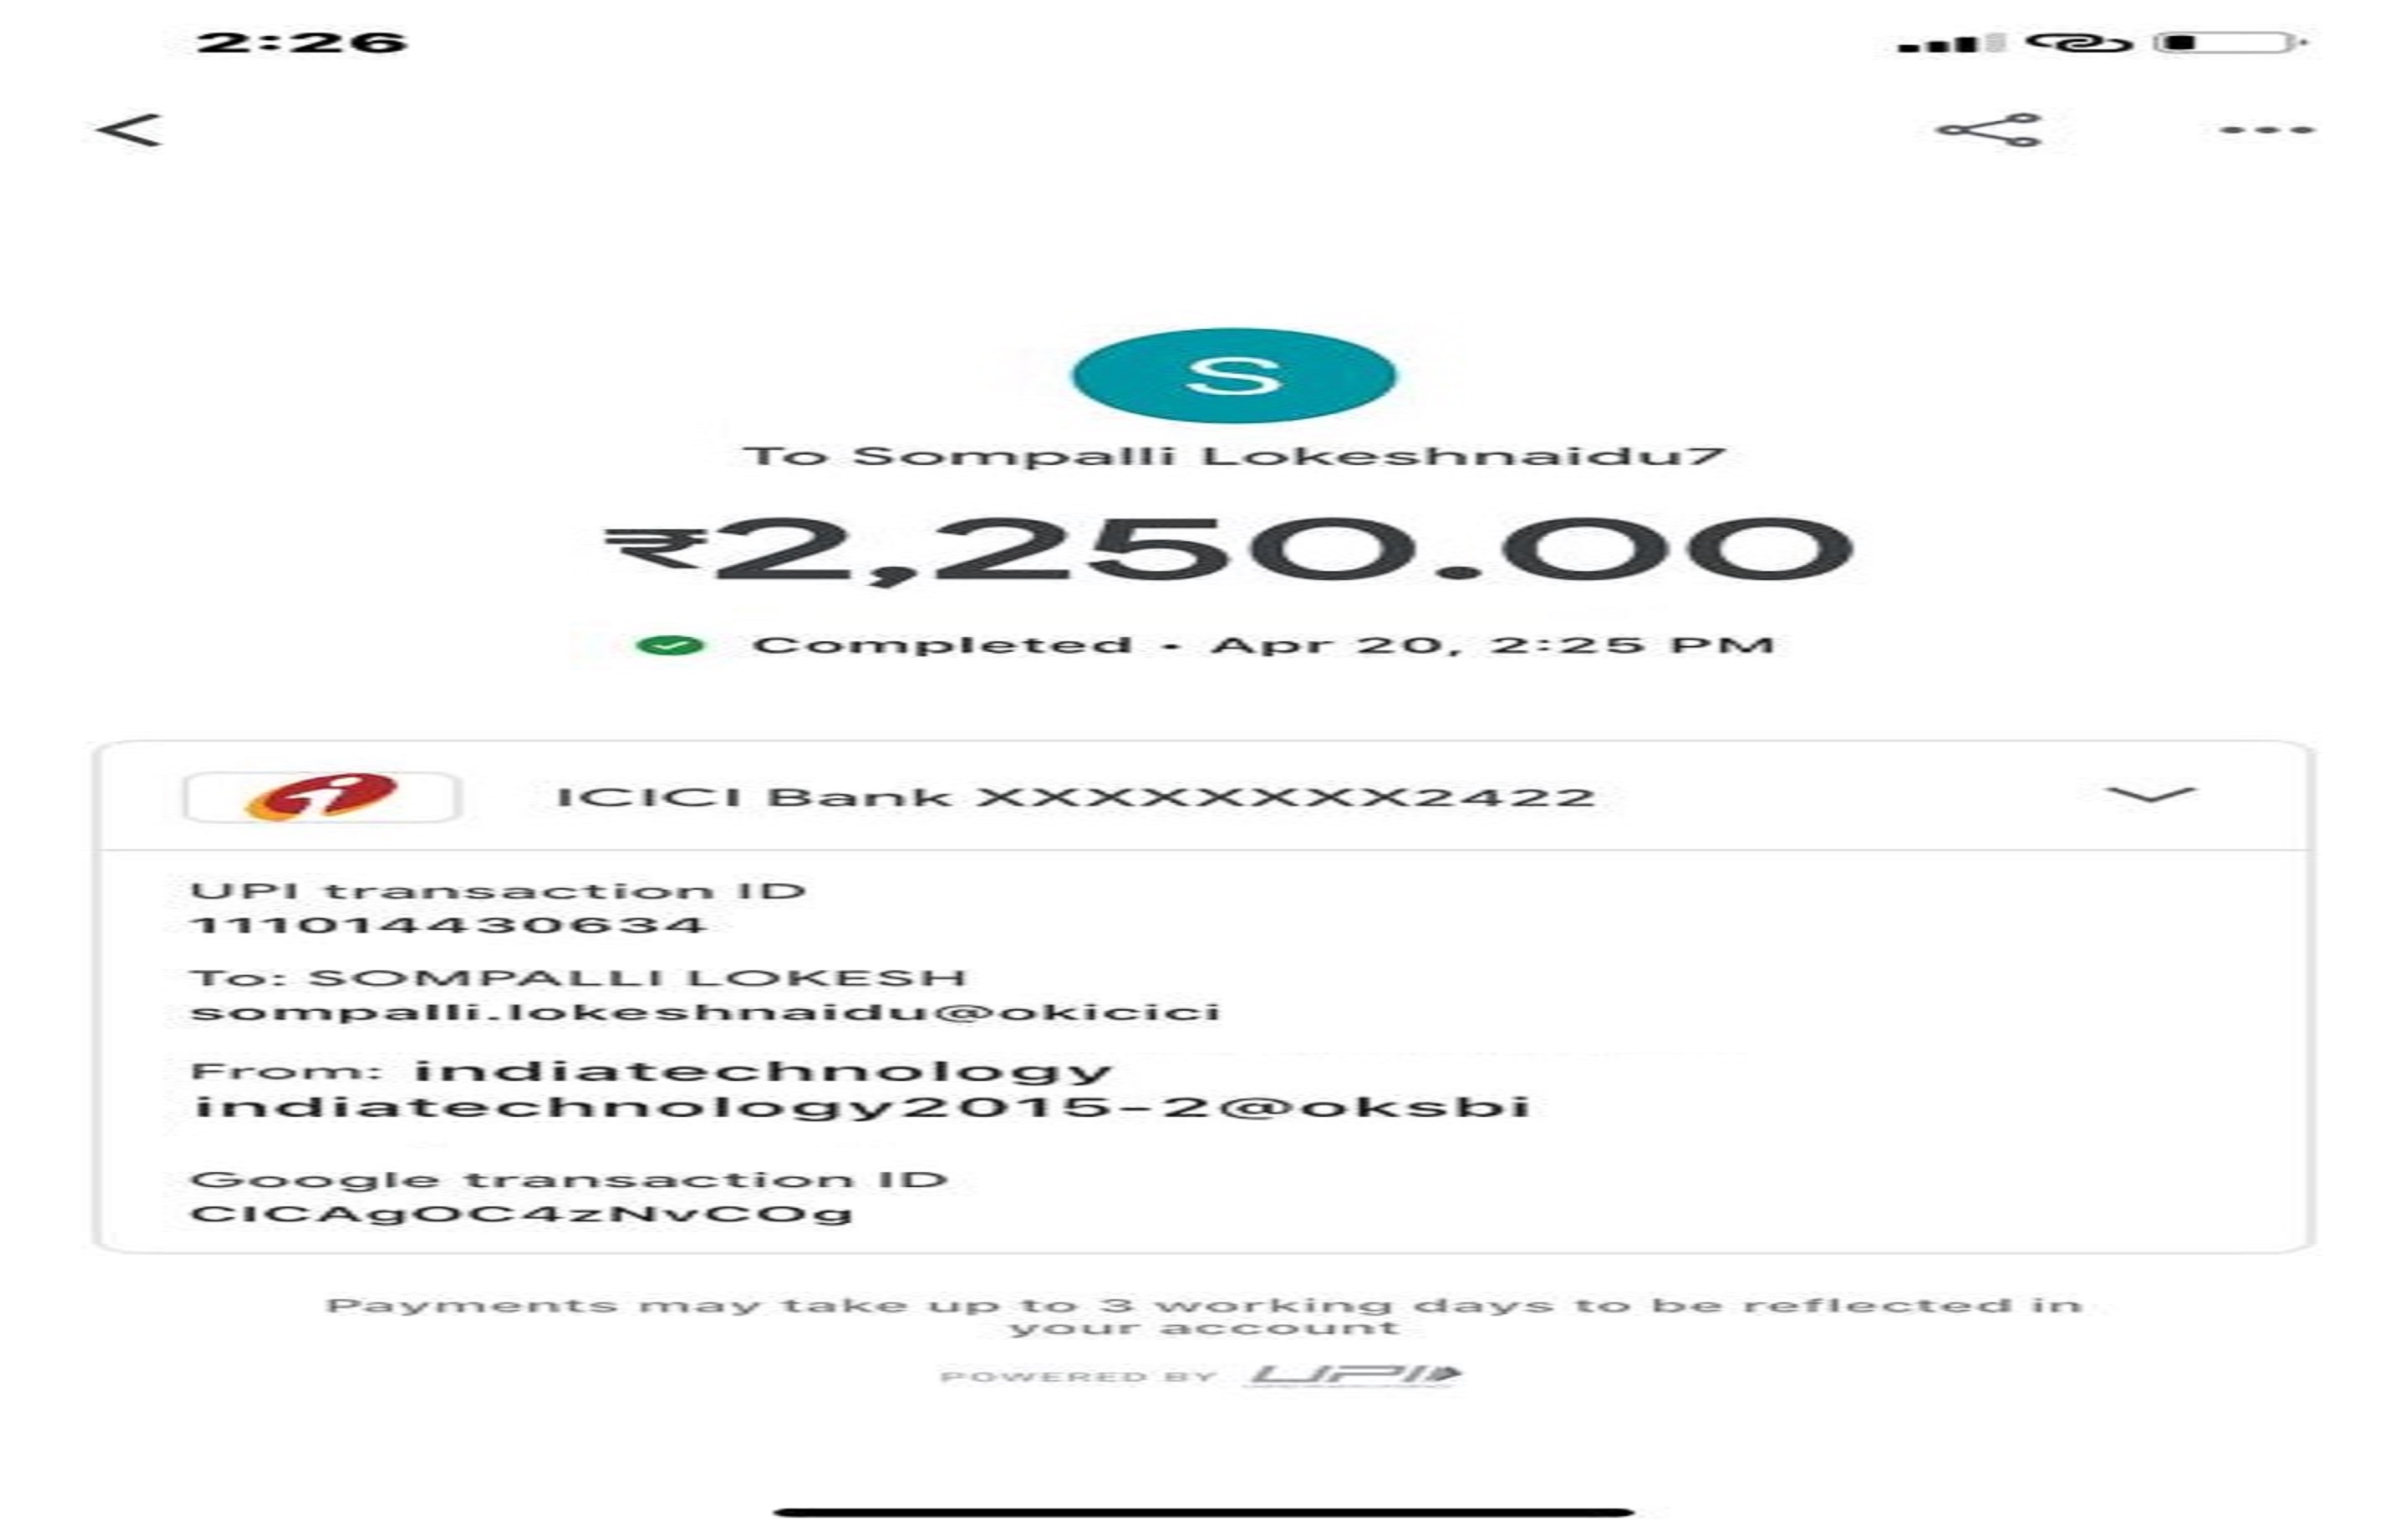 2:26
S
To Sompalli Lokeshnaidu7
₹2,250.00
Completed • Apr 20, 2:25 PM
ICICI Bank XXXXXXXX2422
UPI transaction ID
111014430634
To: SOMPALLI LOKESH
sompalli.lokeshnaidu@okicici
From: indiatechnology
indiatechnology2015-2@oksbi
Google transaction ID
CICAgOC4zNvCOg
Payments may take up to 3 working days to be reflected in
your account
POWERED BY UPI